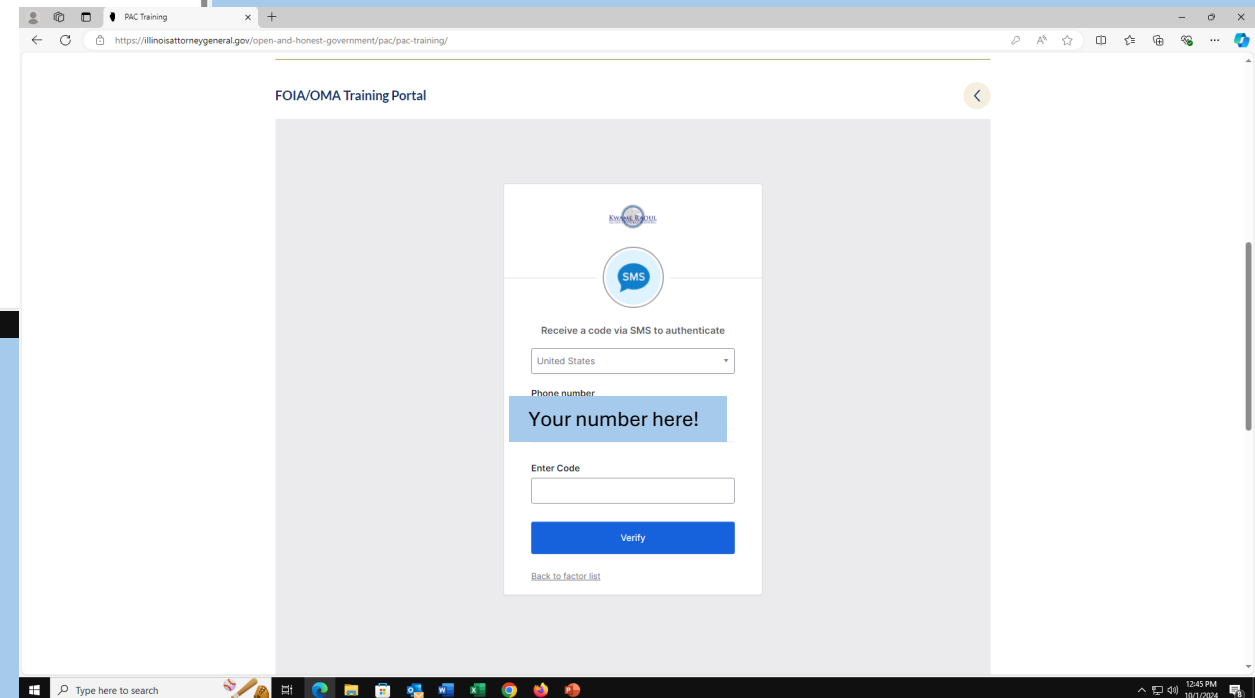 PAC Training
https://illinoisattorneygeneral.gov/open-and-honest-government/pac/pac-training/
FOIA/OMA Training Portal
KWAME RAOUL
SMS
Receive a code via SMS to authenticate
United States
Phone number
Your number here!
Enter Code
Verify
Back to factor list
Type here to search
12:45 PM
10/1/2024